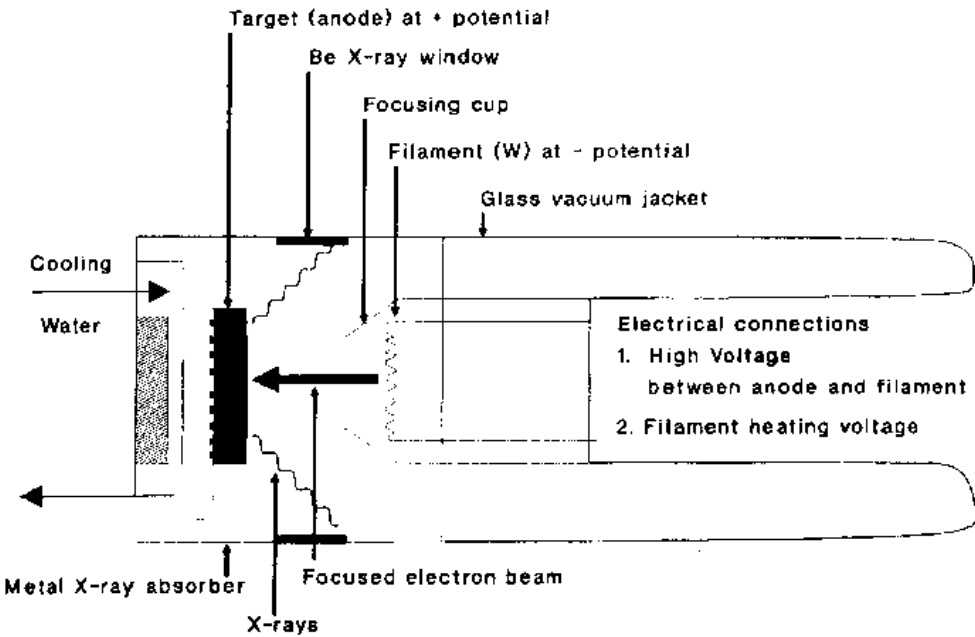 Target (anode) at + potential
Be X-ray window
Focusing cup
Filament (W) at - potential
Glass vacuum jacket
Cooling
Water
Electrical connections
1. High Voltage
between anode and filament
2. Filament heating voltage
Metal X-ray absorber
Focused electron beam
X-rays